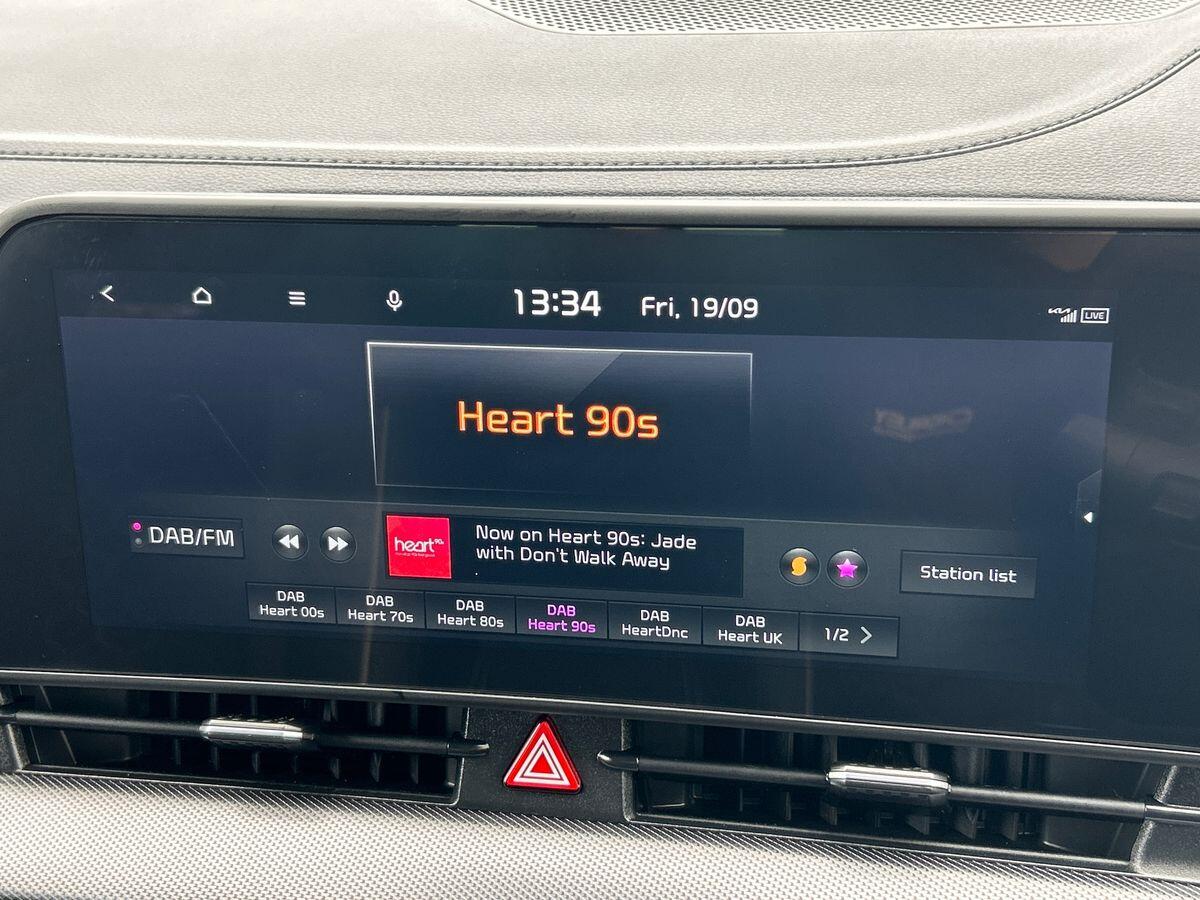 13:34 Fri, 19/09
LIVE
Heart 90s
DAB/FM
heart 90s
Now on Heart 90s: Jade
with Don't Walk Away
Station list
DAB
Heart 00s
DAB
Heart 70s
DAB
Heart 80s
DAB
Heart 90s
DAB
HeartDnc
DAB
Heart UK
1/2